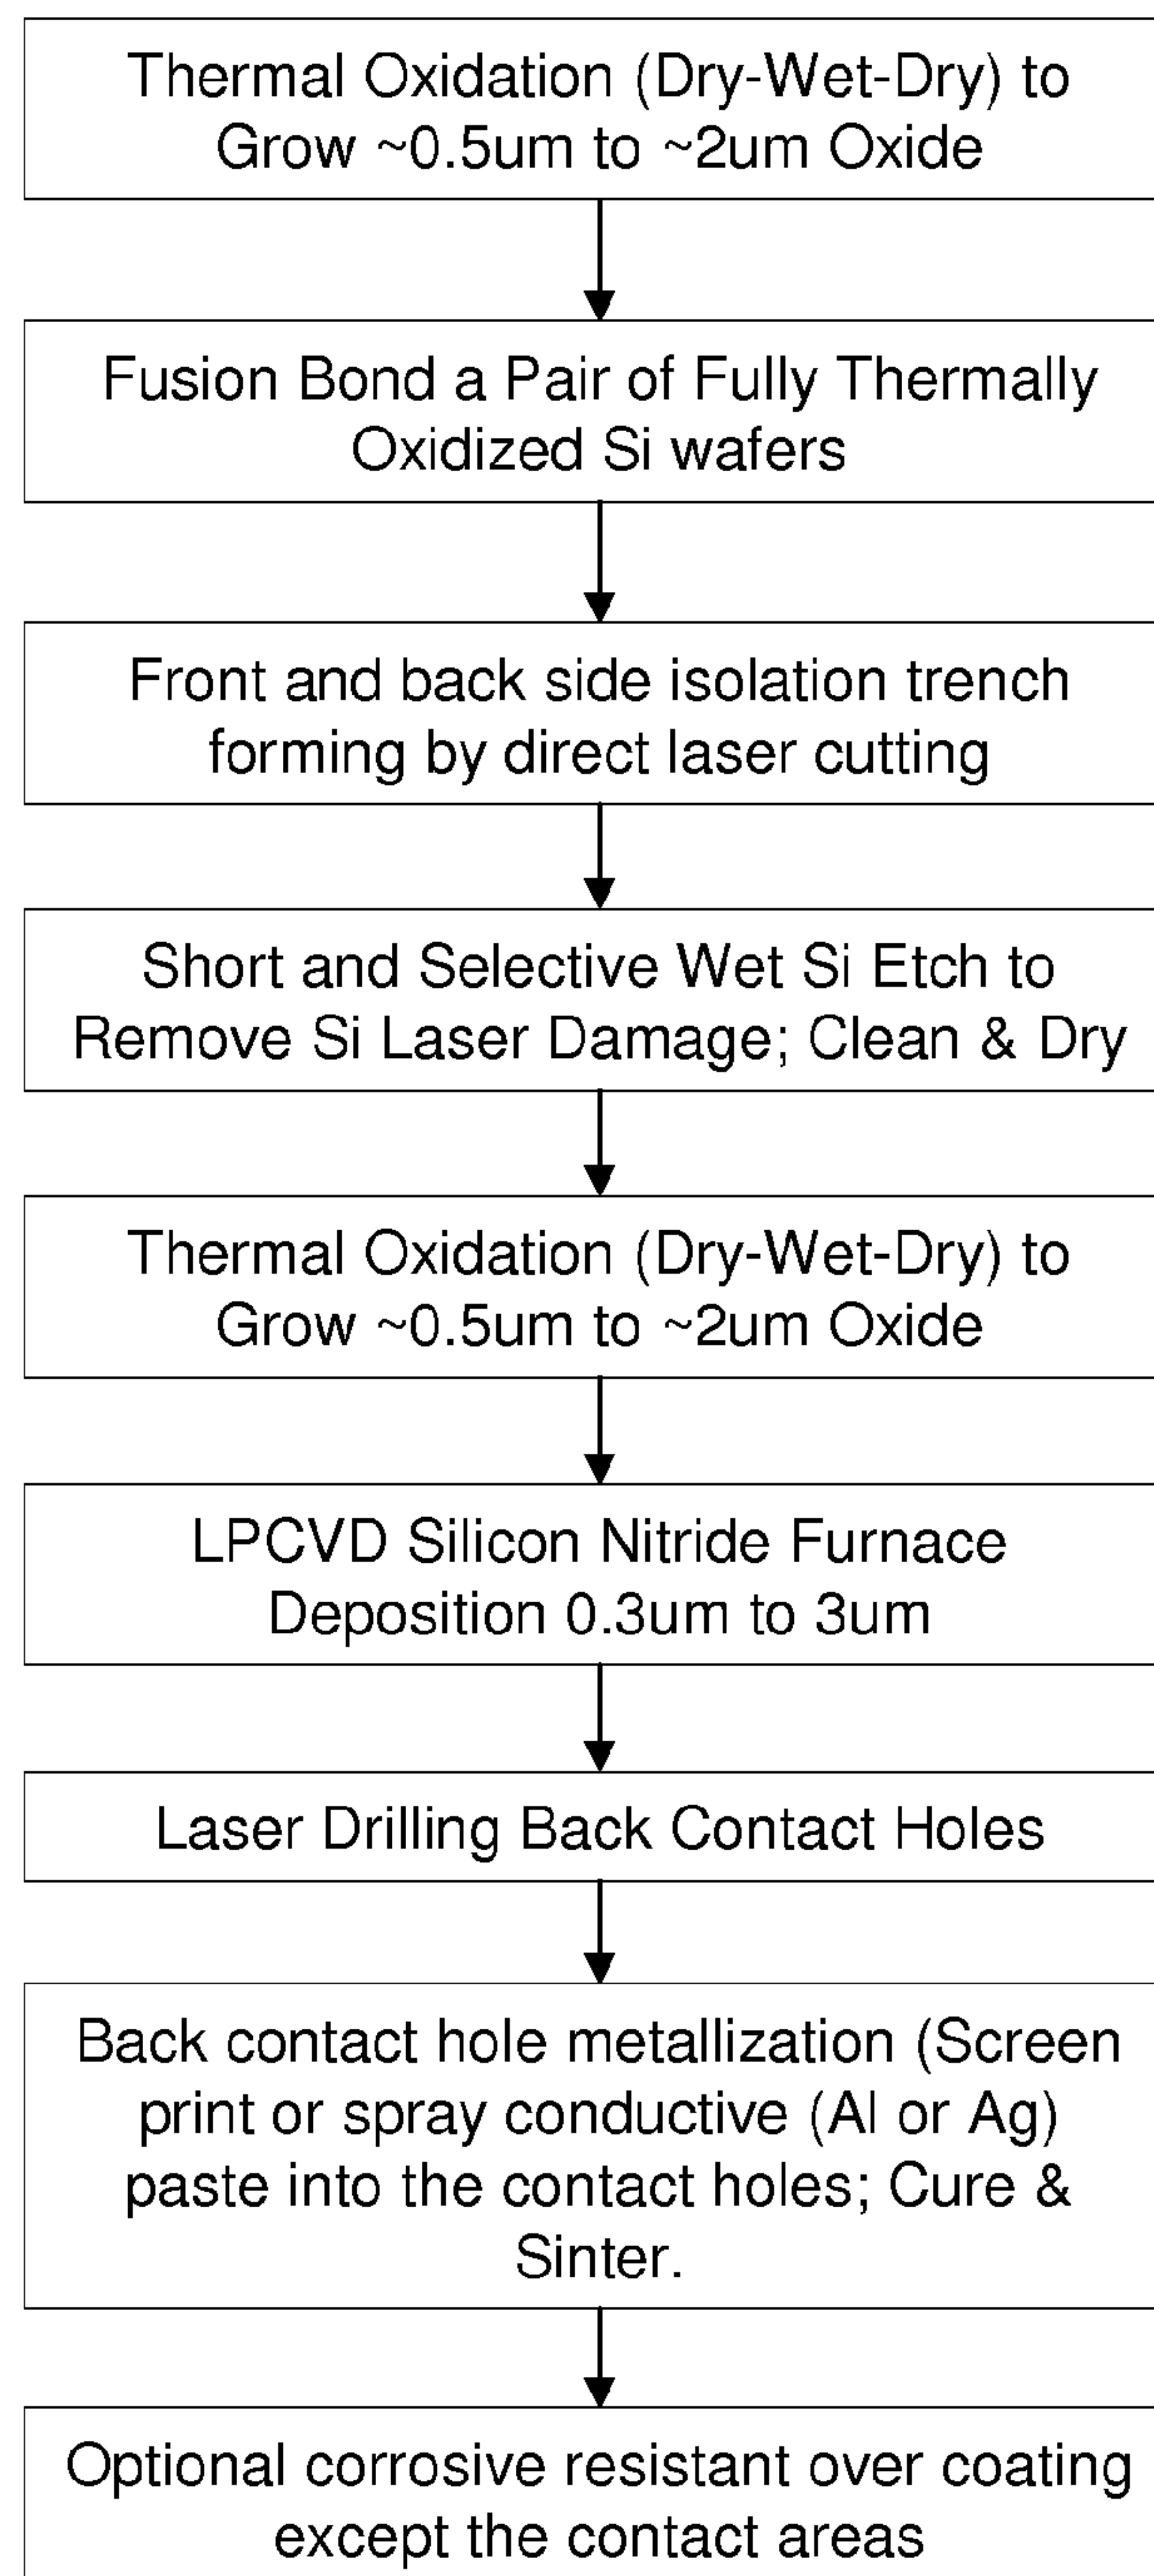 Thermal Oxidation (Dry-Wet-Dry) to
Grow ~0.5um to ~2um Oxide
Fusion Bond a Pair of Fully Thermally
Oxidized Si wafers
Front and back side isolation trench
forming by direct laser cutting
Short and Selective Wet Si Etch to
Remove Si Laser Damage; Clean & Dry
Thermal Oxidation (Dry-Wet-Dry) to
Grow ~0.5um to ~2um Oxide
LPCVD Silicon Nitride Furnace
Deposition 0.3um to 3um
Laser Drilling Back Contact Holes
Back contact hole metallization (Screen
print or spray conductive (Al or Ag)
paste into the contact holes; Cure &
Sinter.
Optional corrosive resistant over coating
except the contact areas